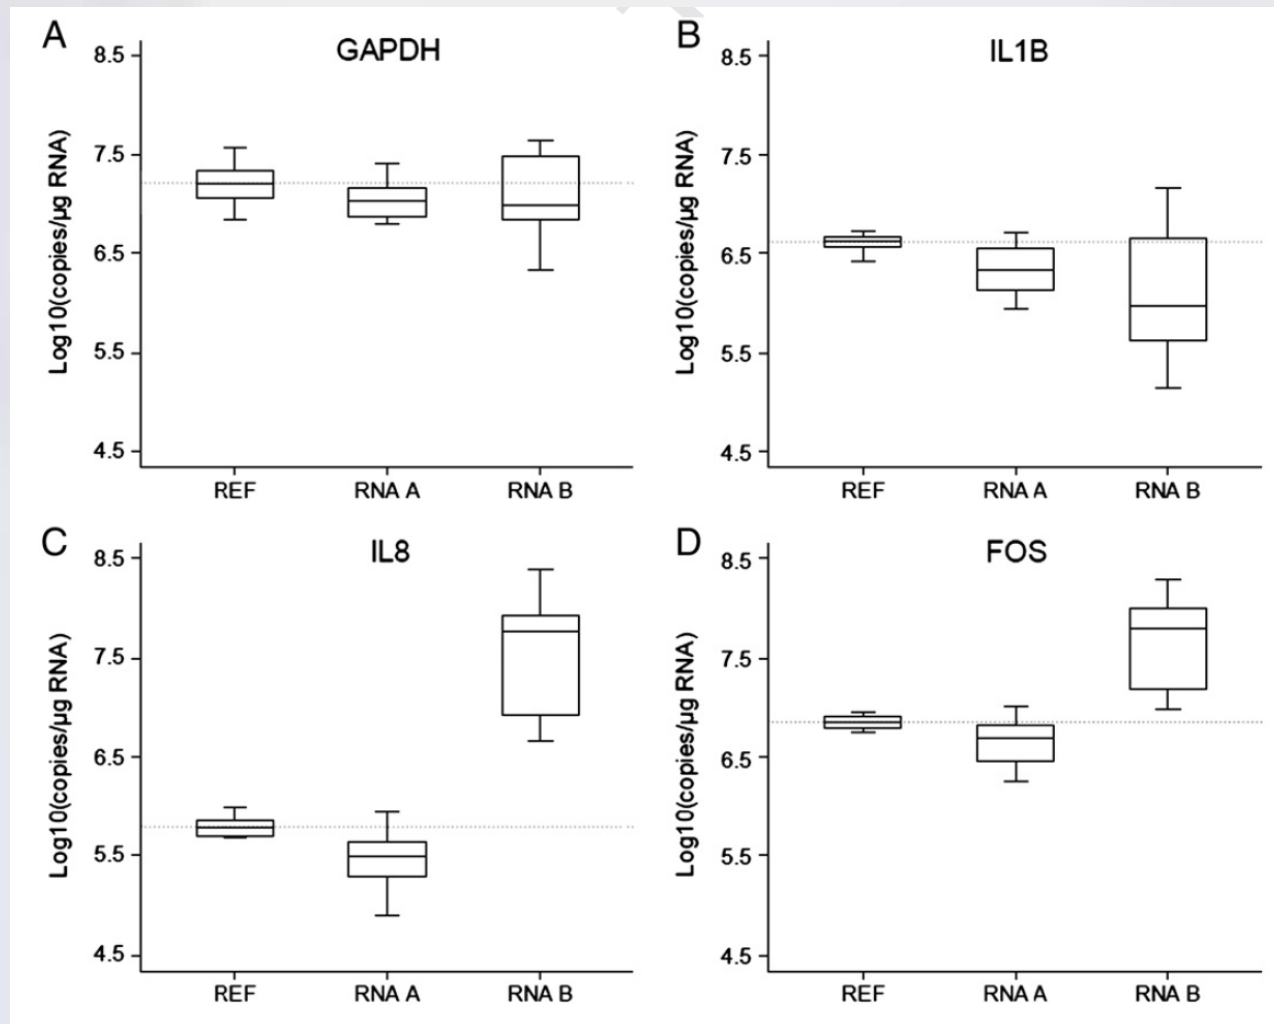 A
GAPDH
8.5
7.5
6.5
5.5
4.5
Log10(copies/µg RNA)
REF
RNA A
RNA B
B
IL1B
8.5
7.5
6.5
5.5
4.5
Log10(copies/µg RNA)
REF
RNA A
RNA B
C
IL8
8.5
7.5
6.5
5.5
4.5
Log10(copies/µg RNA)
REF
RNA A
RNA B
D
FOS
8.5
7.5
6.5
5.5
4.5
Log10(copies/µg RNA)
REF
RNA A
RNA B